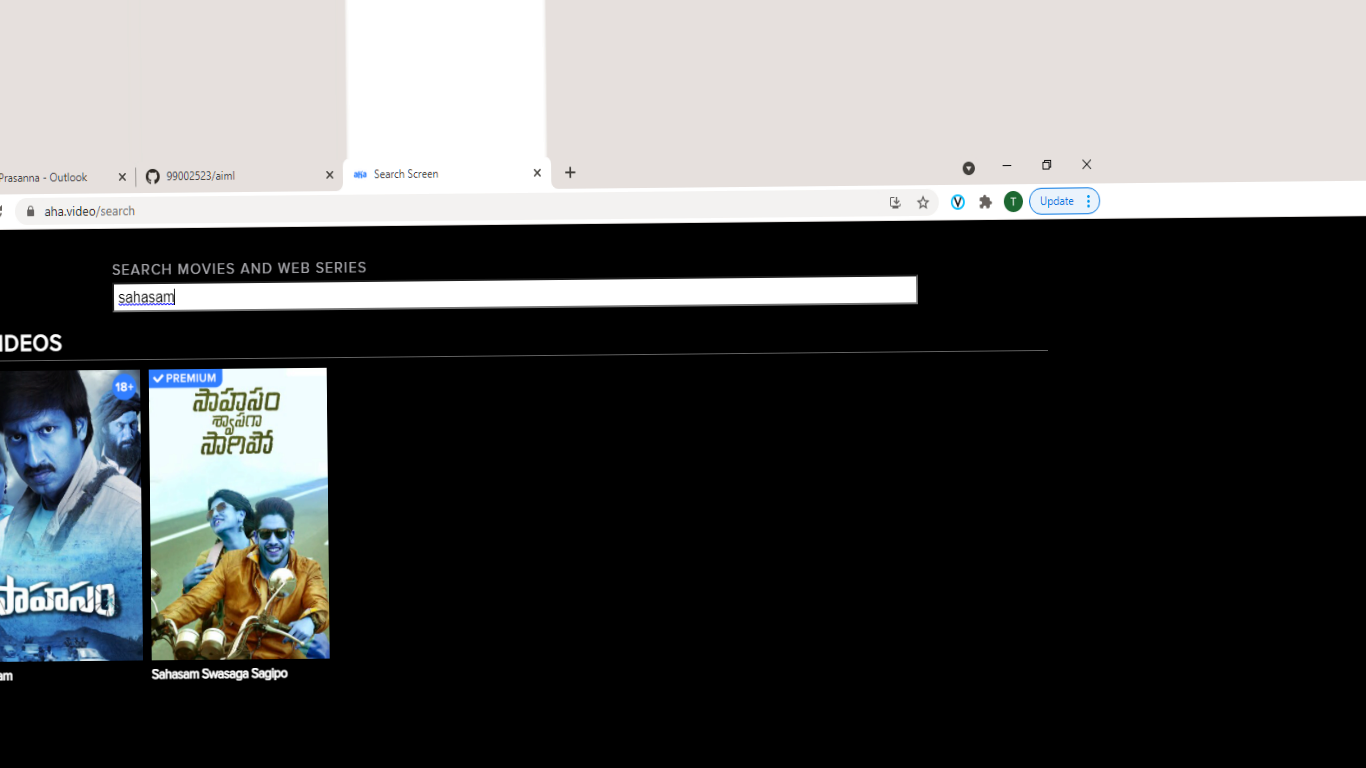 Prasanna - Outlook
99002523/aiml
aha
Search Screen
aha.video/search
V
T
Update
SEARCH MOVIES AND WEB SERIES
sahasam
IDEOS
18+
PREMIUM
సాహసం
శ్వాసగా
సాగిపో
సాహసం
am
Sahasam Swasaga Sagipo